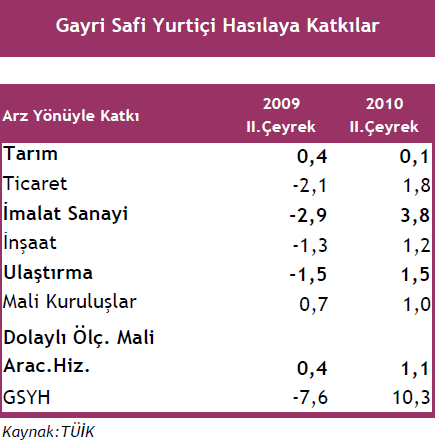 Gayri Safi Yurtiçi Hasılaya Katkılar
Arz Yönüyle Katkı 2009 II.Çeyrek 2010 II.Çeyrek
Tarım 0,4 0,1
Ticaret -2,1 1,8
İmalat Sanayi -2,9 3,8
İnşaat -1,3 1,2
Ulaştırma -1,5 1,5
Mali Kuruluşlar 0,7 1,0
Dolaylı Ölç. Mali
Arac.Hiz. 0,4 1,1
GSYH -7,6 10,3
Kaynak:TÜİK